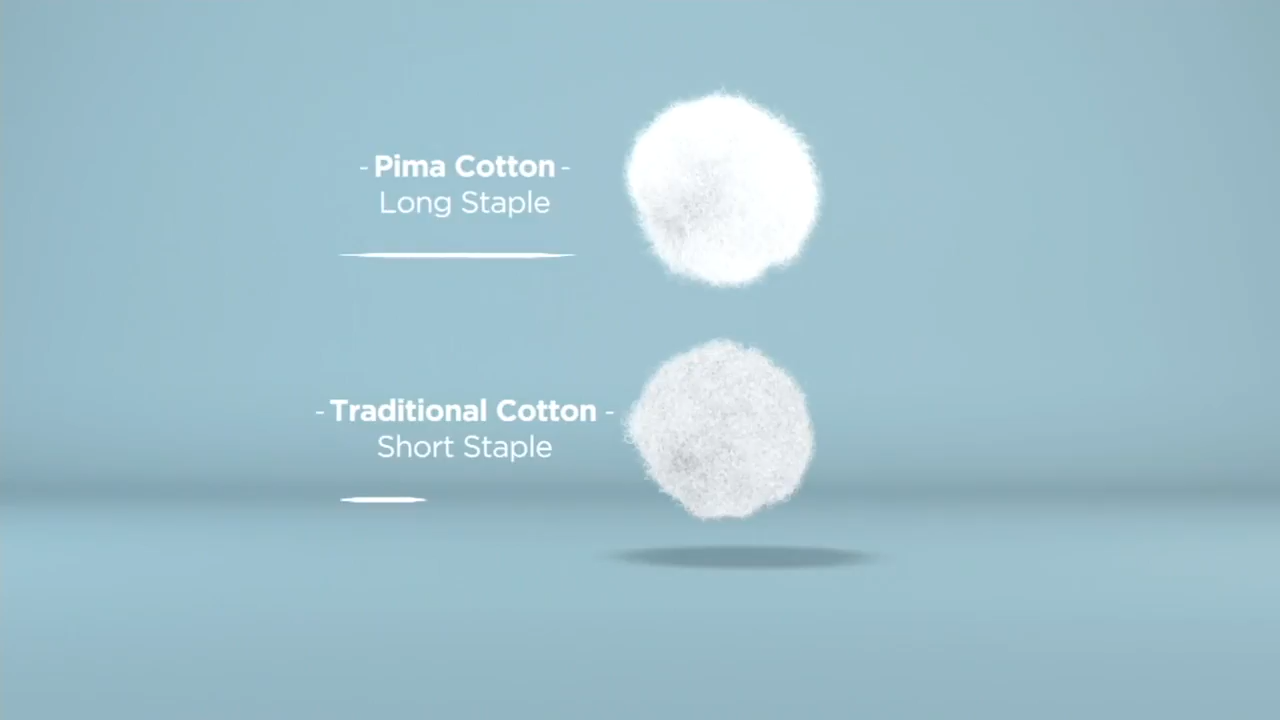 - Pima Cotton -
Long Staple
- Traditional Cotton -
Short Staple